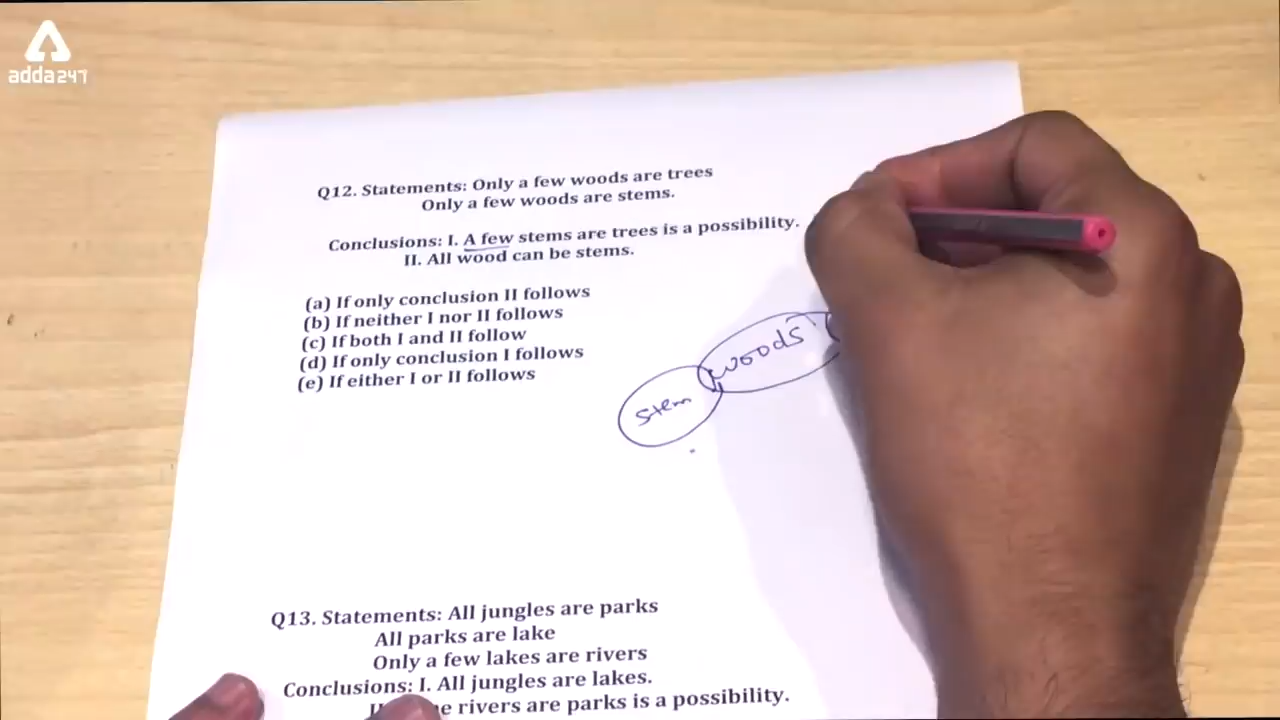 adda247
Q12. Statements: Only a few woods are trees
Only a few woods are stems.
Conclusions: I. A few stems are trees is a possibility.
II. All wood can be stems.
(a) If only conclusion II follows
(b) If neither I nor II follows
(c) If both I and II follow
(d) If only conclusion I follows
(e) If either I or II follows
woods
stem
Q13. Statements: All jungles are parks
All parks are lake
Only a few lakes are rivers
Conclusions: I. All jungles are lakes.
rivers are parks is a possibility.